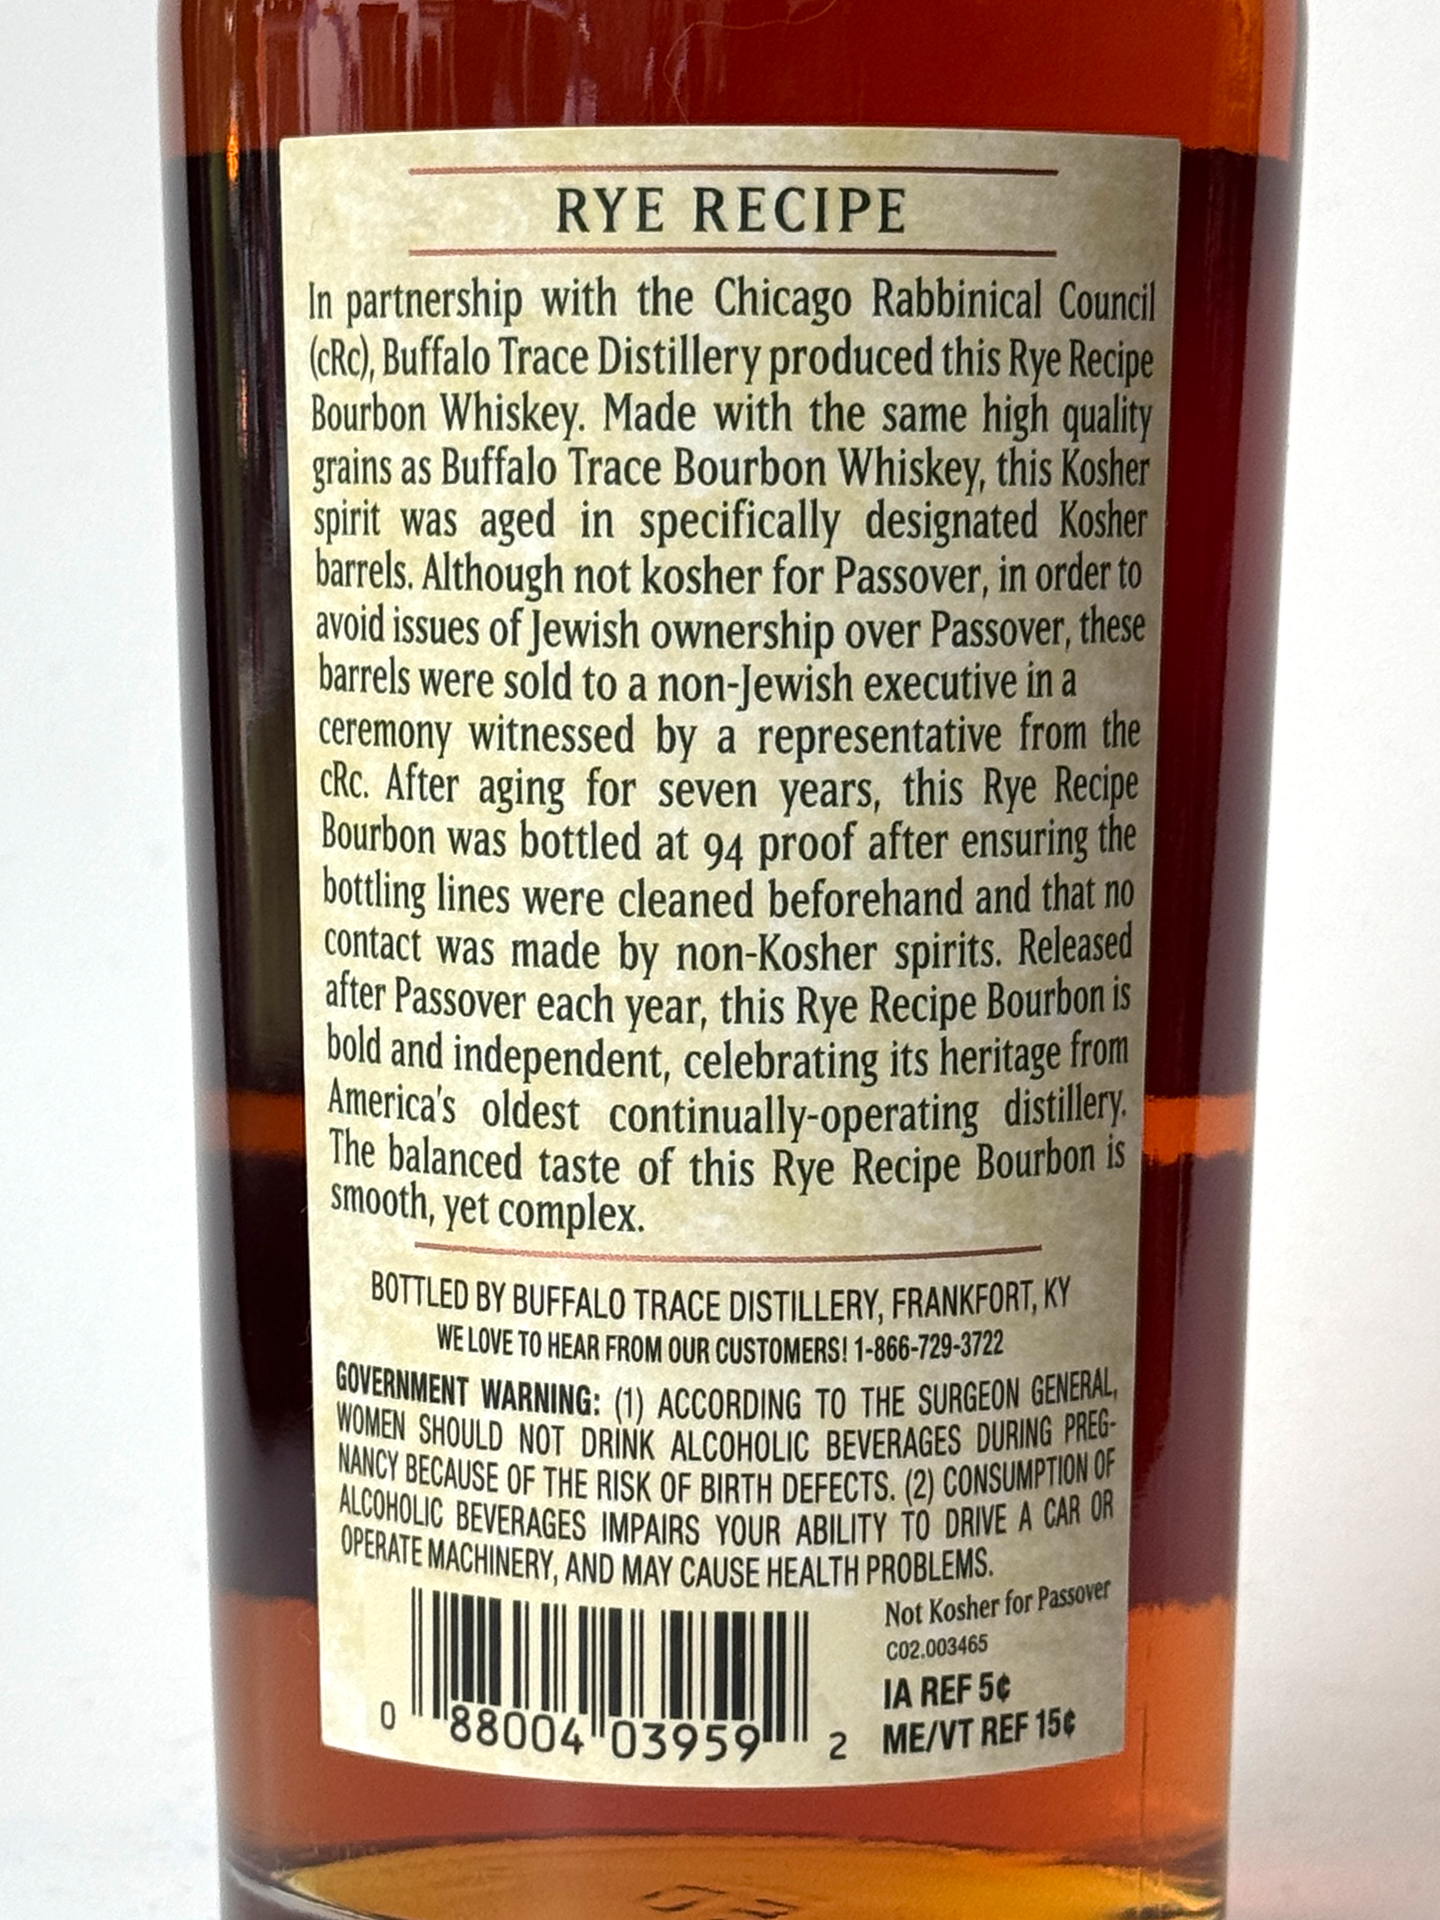 RYE RECIPE
In partnership with the Chicago Rabbinical Council
(cRc), Buffalo Trace Distillery produced this Rye Recipe
Bourbon Whiskey. Made with the same high quality
grains as Buffalo Trace Bourbon Whiskey, this Kosher
spirit was aged in specifically designated Kosher
barrels. Although not kosher for Passover, in order to
avoid issues of Jewish ownership over Passover, these
barrels were sold to a non-Jewish executive in a
ceremony witnessed by a representative from the
cRc. After aging for seven years, this Rye Recipe
Bourbon was bottled at 94 proof after ensuring the
bottling lines were cleaned beforehand and that no
contact was made by non-Kosher spirits. Released
after Passover each year, this Rye Recipe Bourbon is
bold and independent, celebrating its heritage from
America's oldest continually-operating distillery.
The balanced taste of this Rye Recipe Bourbon is
smooth, yet complex.
BOTTLED BY BUFFALO TRACE DISTILLERY, FRANKFORT, KY
WE LOVE TO HEAR FROM OUR CUSTOMERS! 1-866-729-3722
GOVERNMENT WARNING: (1) ACCORDING TO THE SURGEON GENERAL,
WOMEN SHOULD NOT DRINK ALCOHOLIC BEVERAGES DURING PREG-
NANCY BECAUSE OF THE RISK OF BIRTH DEFECTS. (2) CONSUMPTION OF
ALCOHOLIC BEVERAGES IMPAIRS YOUR ABILITY TO DRIVE A CAR OR
OPERATE MACHINERY, AND MAY CAUSE HEALTH PROBLEMS.
Not Kosher for Passover
C02.003465
IA REF 5¢
ME/VT REF 15¢
0 88004 03959 2